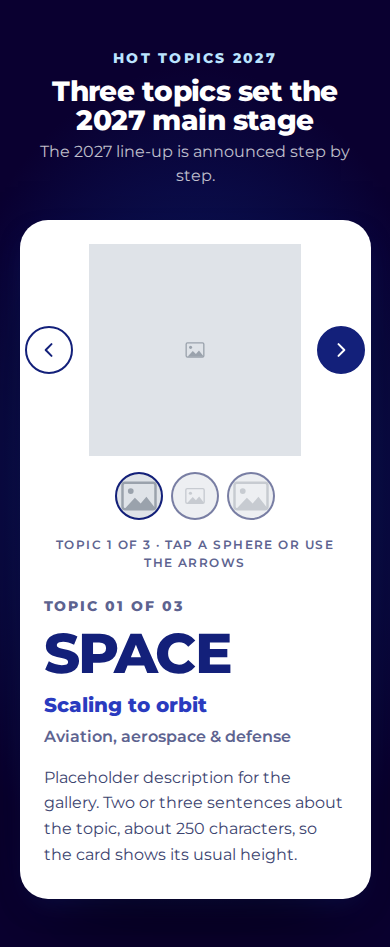 HOT TOPICS 2027
Three topics set the
2027 main stage
The 2027 line-up is announced step by
step.
TOPIC 1 OF 3 · TAP A SPHERE OR USE
THE ARROWS
TOPIC 01 OF 03
SPACE
Scaling to orbit
Aviation, aerospace & defense
Placeholder description for the
gallery. Two or three sentences about
the topic, about 250 characters, so
the card shows its usual height.